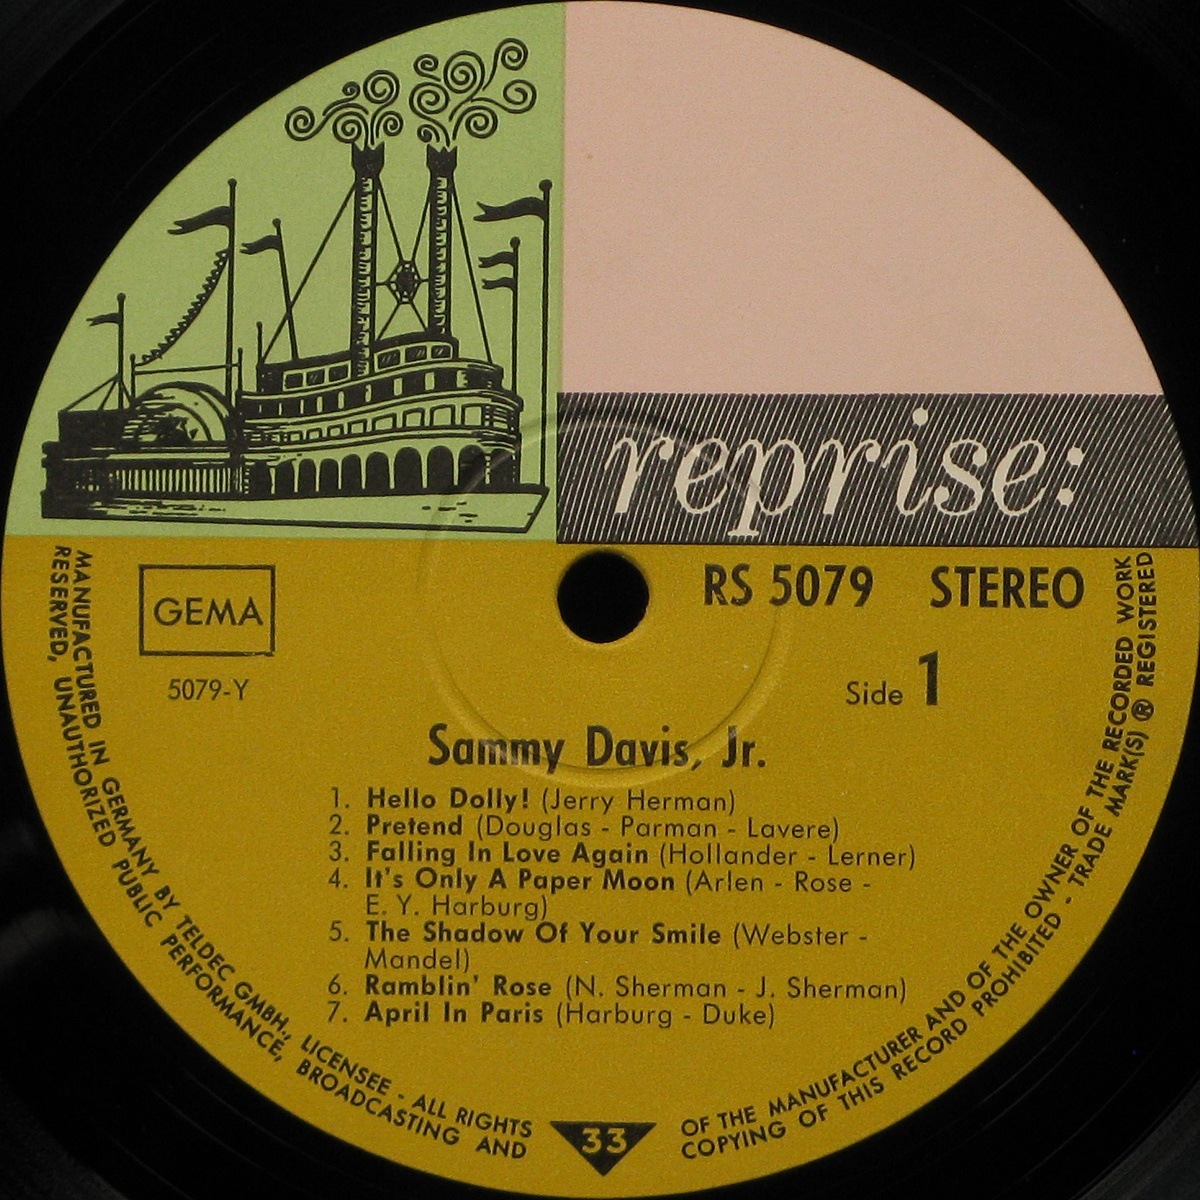 reprise:
GEMA
RS 5079 STEREO
5079-Y
Side 1
Sammy Davis, Jr.
1. Hello Dolly! (Jerry Herman)
2. Pretend (Douglas - Parman - Lavere)
3. Falling In Love Again (Hollander - Lerner)
4. It's Only A Paper Moon (Arlen - Rose -
E. Y. Harburg)
5. The Shadow Of Your Smile (Webster -
Mandel)
6. Ramblin' Rose (N. Sherman - J. Sherman)
7. April In Paris (Harburg - Duke)
MANUFACTURED IN GERMANY BY TELDEC GMBH., LICENSEE - ALL RIGHTS
OF THE MANUFACTURER AND OF THE OWNER OF THE RECORDED WORK
RESERVED, UNAUTHORIZED PUBLIC PERFORMANCE, BROADCASTING AND
COPYING OF THIS RECORD PROHIBITED - TRADE MARK(S) ® REGISTERED
33